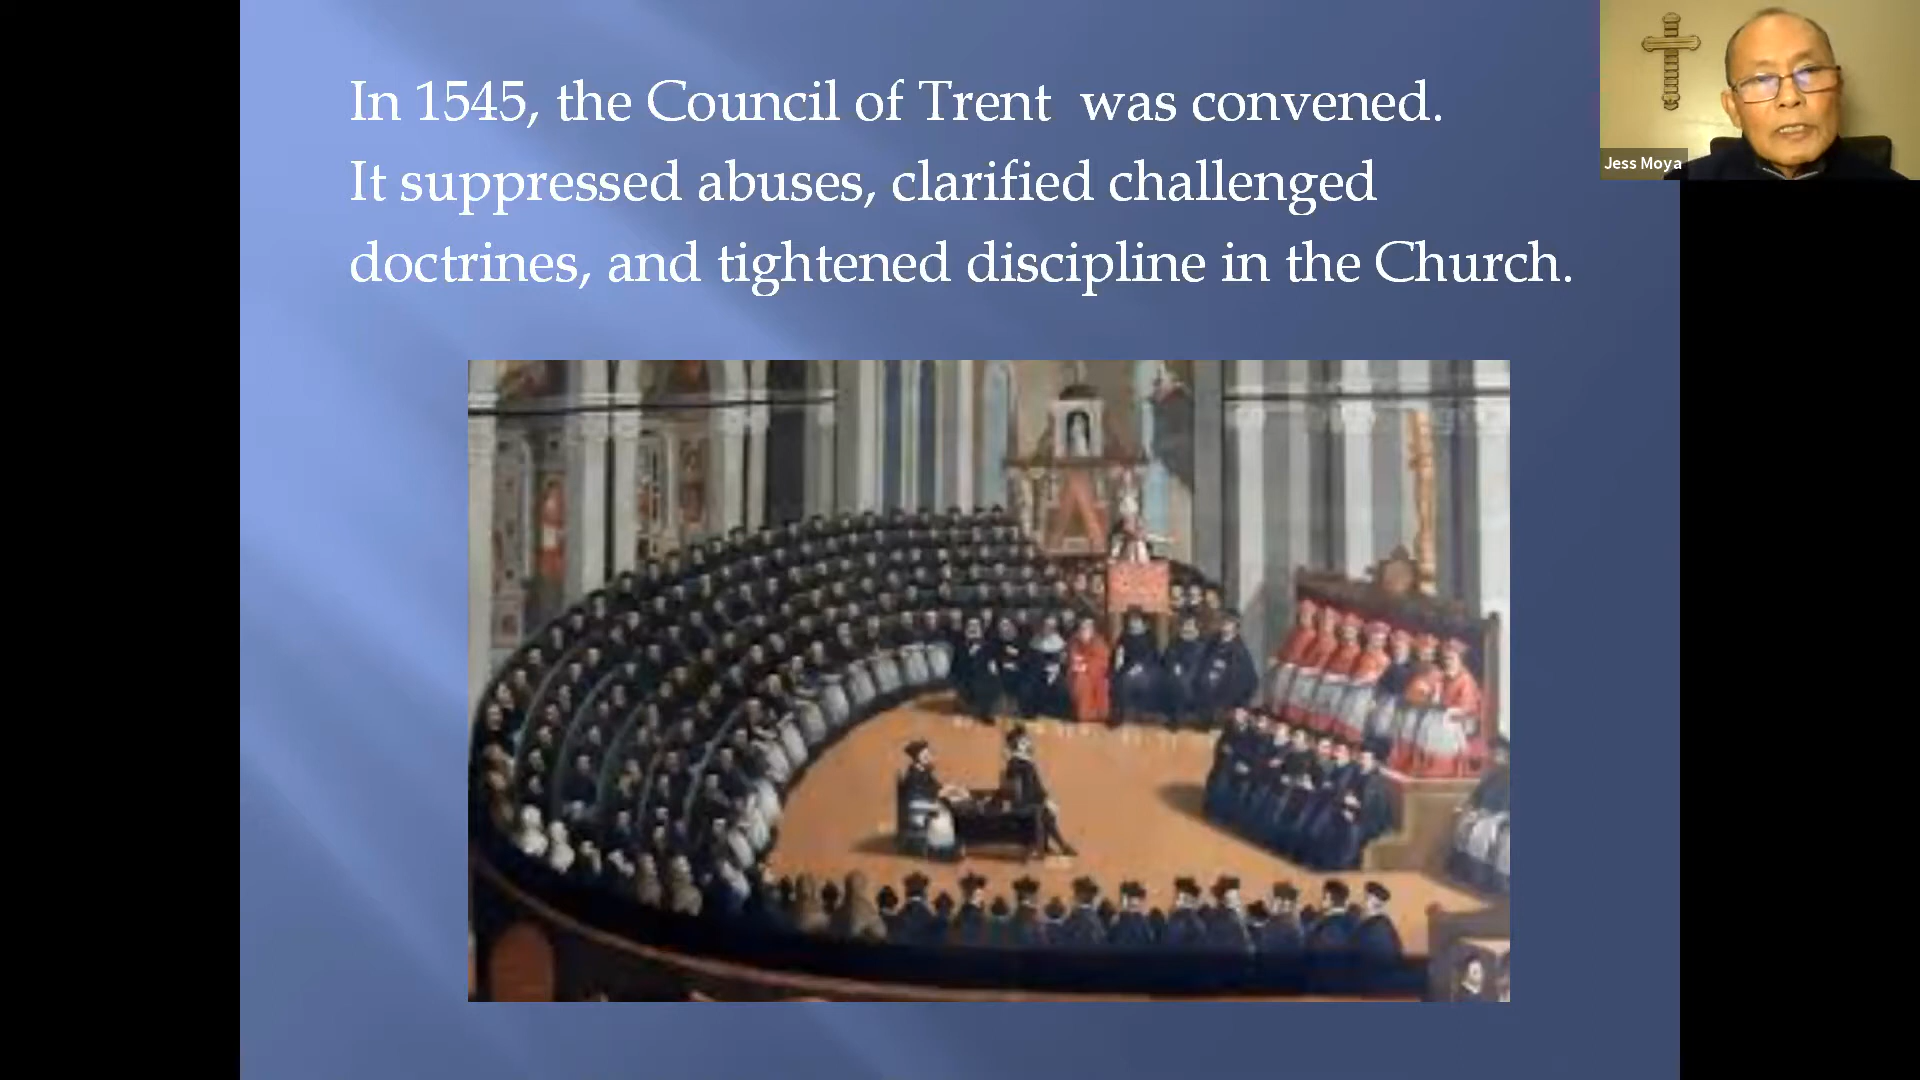 In 1545, the Council of Trent was convened.
It suppressed abuses, clarified challenged
doctrines, and tightened discipline in the Church.
Jess Moya